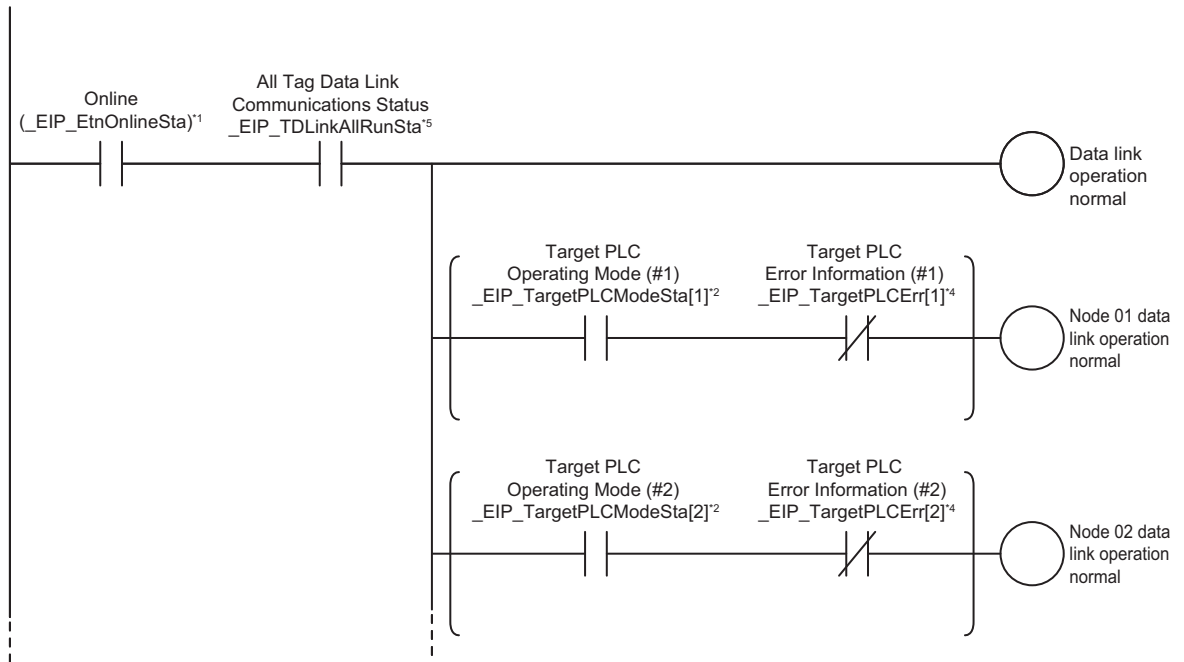 Online
(_EIP_EtnOnlineSta)*1
All Tag Data Link
Communications Status
_EIP_TDLinkAllRunSta*5
Data link
operation
normal
Target PLC
Operating Mode (#1)
_EIP_TargetPLCModeSta[1]*2
Target PLC
Error Information (#1)
_EIP_TargetPLCErr[1]*4
Node 01 data
link operation
normal
Target PLC
Operating Mode (#2)
_EIP_TargetPLCModeSta[2]*2
Target PLC
Error Information (#2)
_EIP_TargetPLCErr[2]*4
Node 02 data
link operation
normal